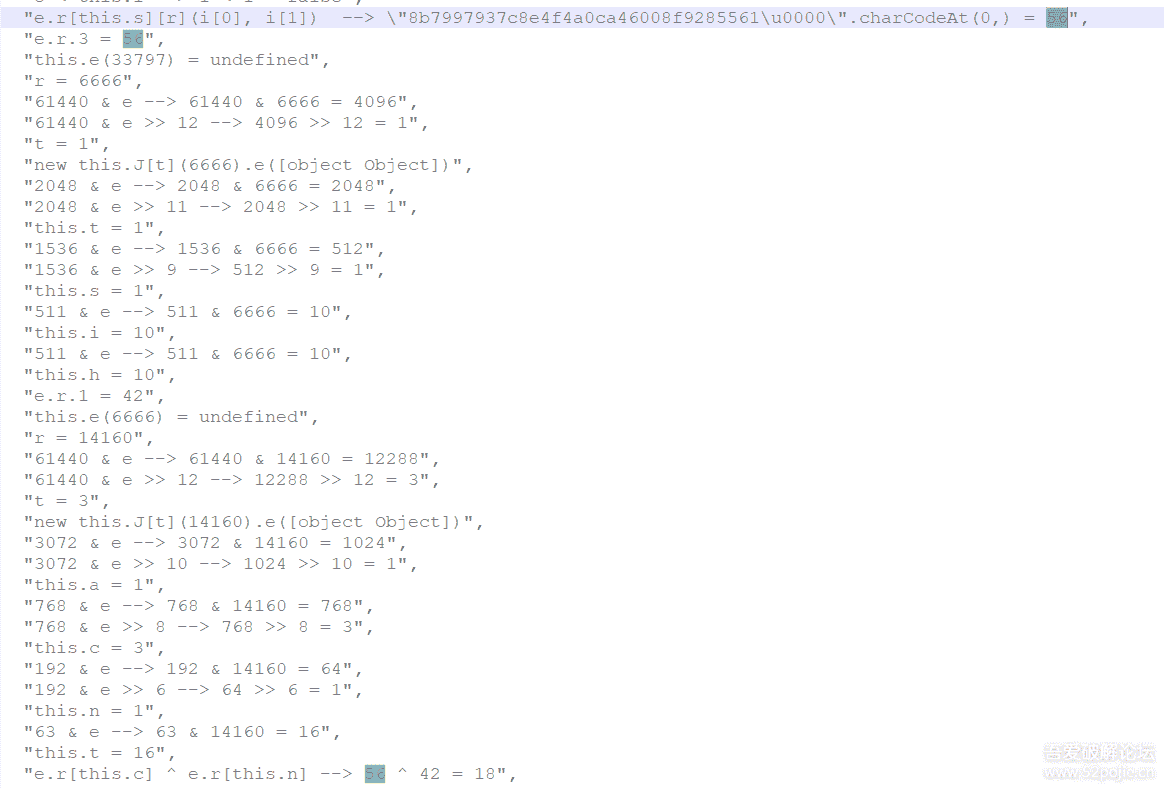 "e.r[this.s][r](i[0], i[1])  --> \"8b7997937c8e4f4a0ca46008f9285561\u0000\".charCodeAt(0,) = 56",
"e.r.3 = 56",
"this.e(33797) = undefined",
"r = 6666",
"61440 & e --> 61440 & 6666 = 4096",
"61440 & e >> 12 --> 4096 >> 12 = 1",
"t = 1",
"new this.J[t](6666).e([object Object])",
"2048 & e --> 2048 & 6666 = 2048",
"2048 & e >> 11 --> 2048 >> 11 = 1",
"this.t = 1",
"1536 & e --> 1536 & 6666 = 512",
"1536 & e >> 9 --> 512 >> 9 = 1",
"this.s = 1",
"511 & e --> 511 & 6666 = 10",
"this.i = 10",
"511 & e --> 511 & 6666 = 10",
"this.h = 10",
"e.r.1 = 42",
"this.e(6666) = undefined",
"r = 14160",
"61440 & e --> 61440 & 14160 = 12288",
"61440 & e >> 12 --> 12288 >> 12 = 3",
"t = 3",
"new this.J[t](14160).e([object Object])",
"3072 & e --> 3072 & 14160 = 1024",
"3072 & e >> 10 --> 1024 >> 10 = 1",
"this.a = 1",
"768 & e --> 768 & 14160 = 768",
"768 & e >> 8 --> 768 >> 8 = 3",
"this.c = 3",
"192 & e --> 192 & 14160 = 64",
"192 & e >> 6 --> 64 >> 6 = 1",
"this.n = 1",
"63 & e --> 63 & 14160 = 16",
"this.t = 16",
"e.r[this.c] ^ e.r[this.n] --> 56 ^ 42 = 18",
吾爱破解论坛
www.52pojie.cn